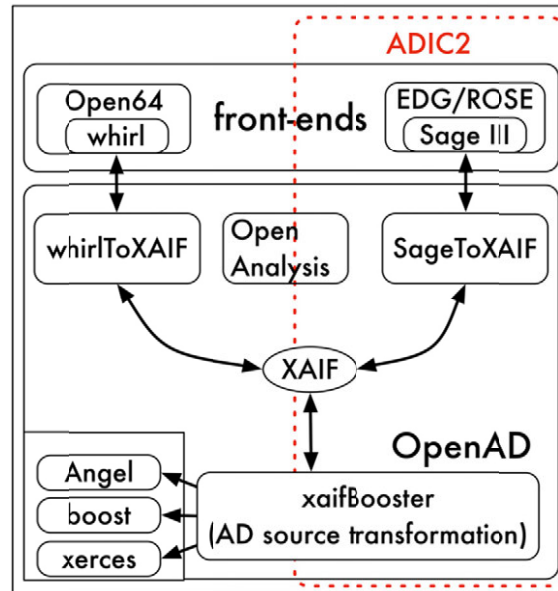 ADIC2
Open64
whirl
front-ends
EDG/ROSE
Sage III
whirlToXAIF
Open
Analysis
SageToXAIF
XAIF
OpenAD
Angel
boost
xerces
xaifBooster
(AD source transformation)